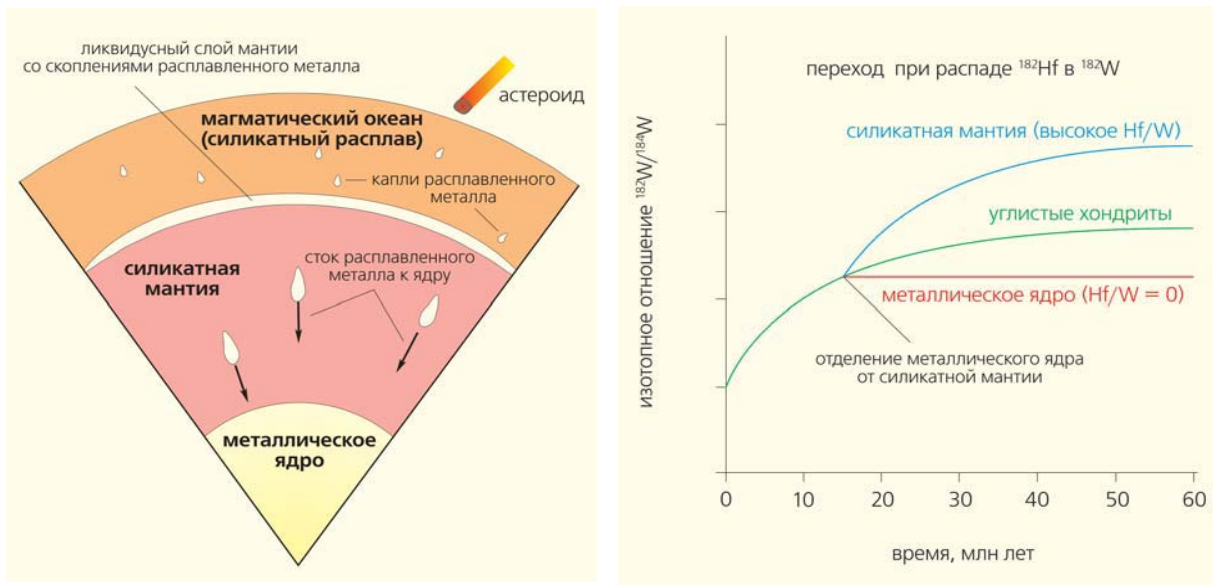 ликвидусный слой мантии
со скоплениями расплавленного металла
астероид
магматический океан
(силикатный расплав)
капли расплавленного
металла
силикатная
мантия
сток расплавленного
металла к ядру
металлическое
ядро
изотопное отношение ¹⁸²W/¹⁸⁴W
переход при распаде ¹⁸²Hf в ¹⁸²W
силикатная мантия (высокое Hf/W)
углистые хондриты
металлическое ядро (Hf/W = 0)
отделение металлического ядра
от силикатной мантии
0 10 20 30 40 50 60
время, млн лет